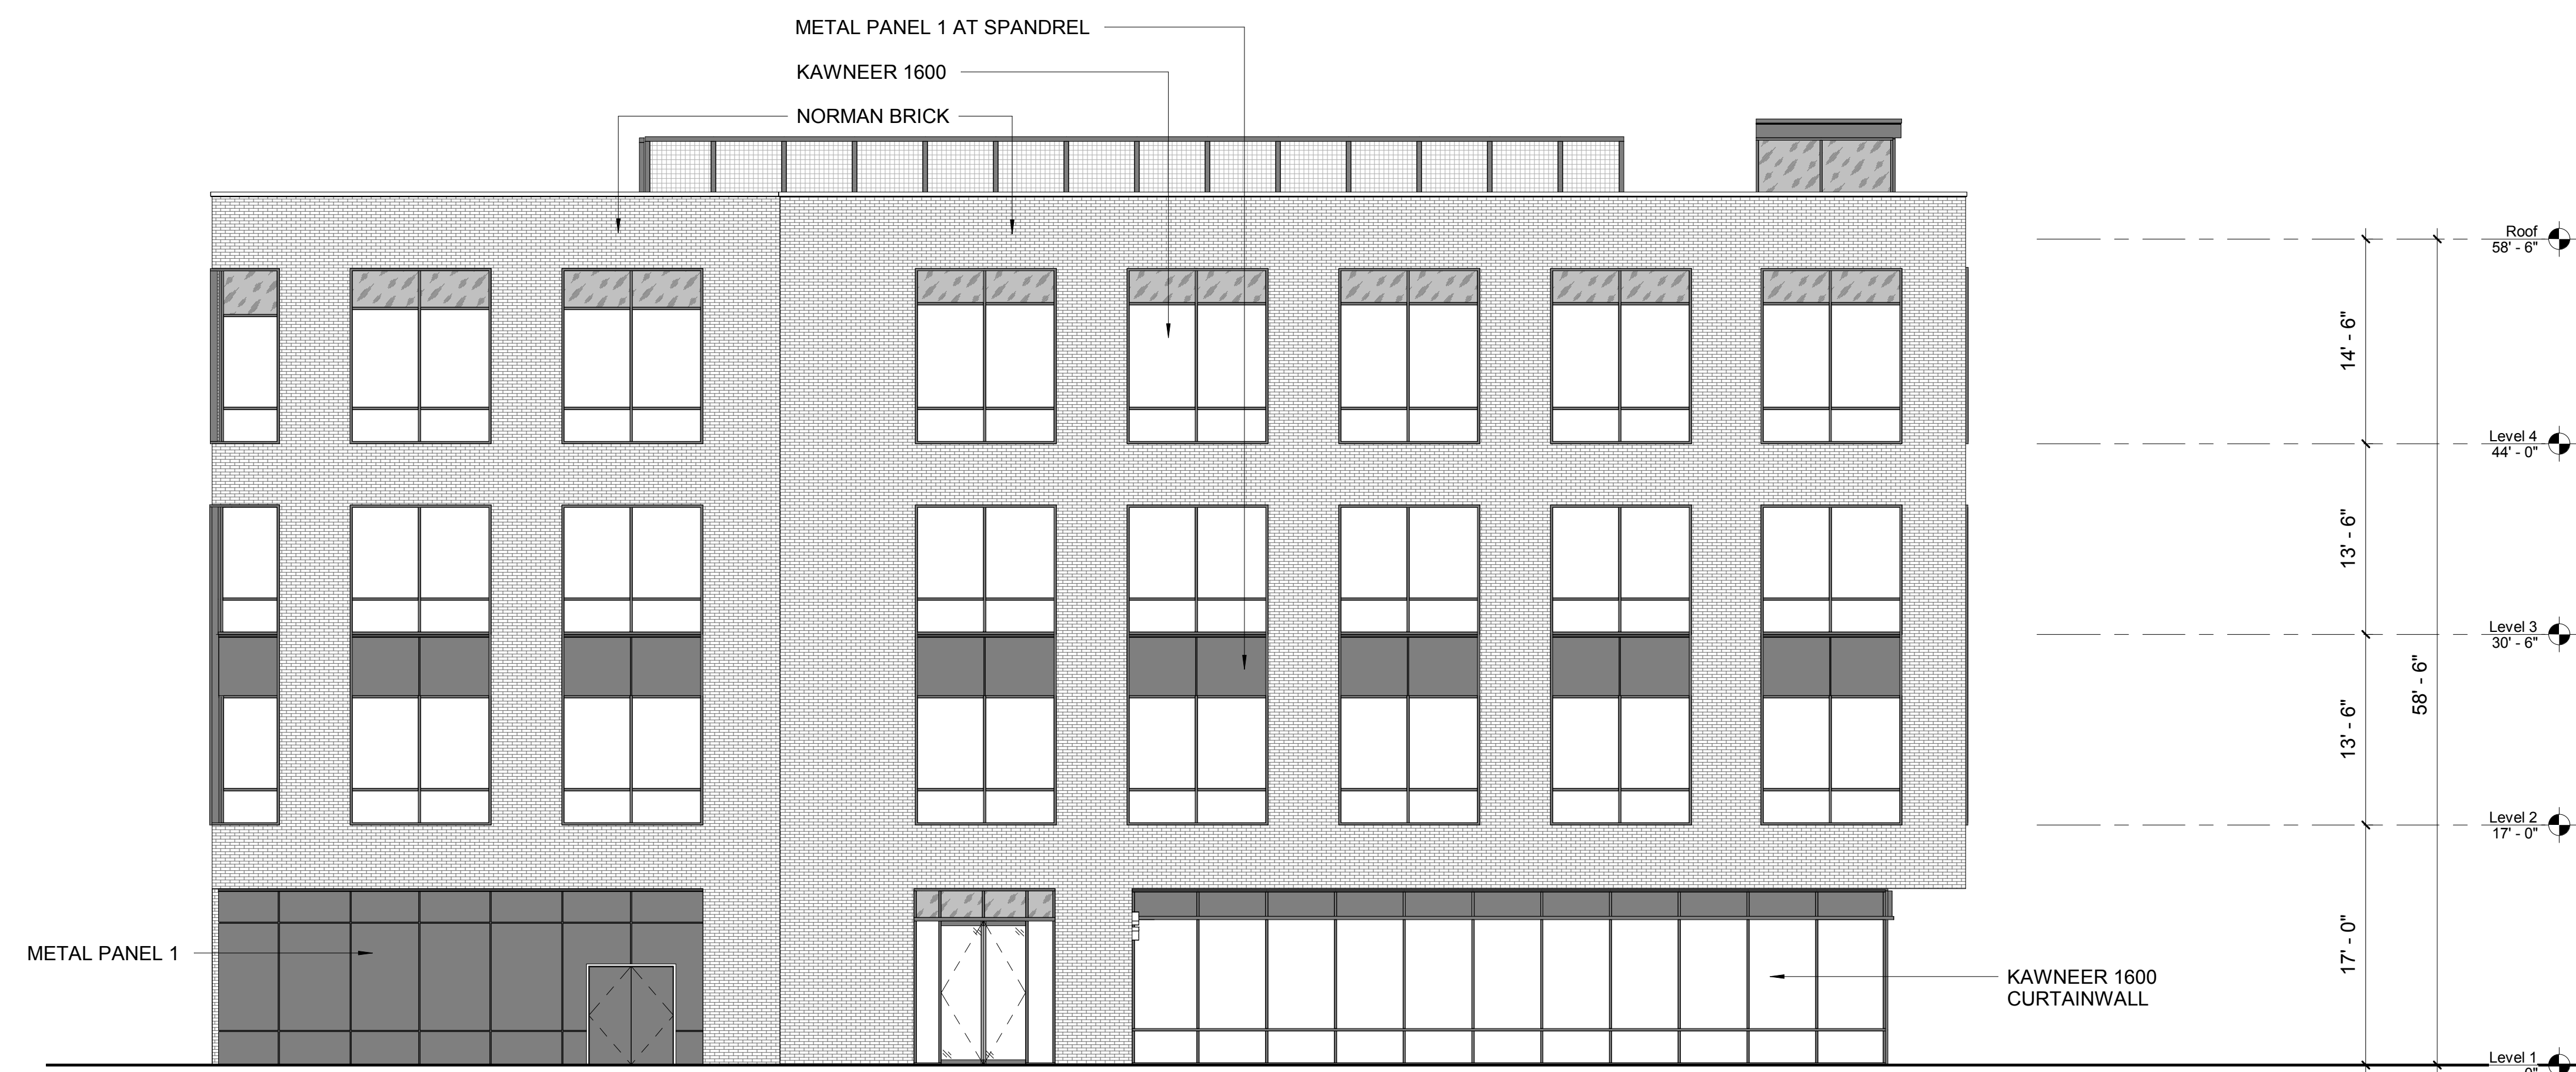 METAL PANEL 1 AT SPANDREL
KAWNEER 1600
NORMAN BRICK
Roof
58' - 6"
14' - 6"
Level 4
44' - 0"
13' - 6"
Level 3
30' - 6"
58' - 6"
13' - 6"
Level 2
17' - 0"
17' - 0"
METAL PANEL 1
KAWNEER 1600
CURTAINWALL
Level 1